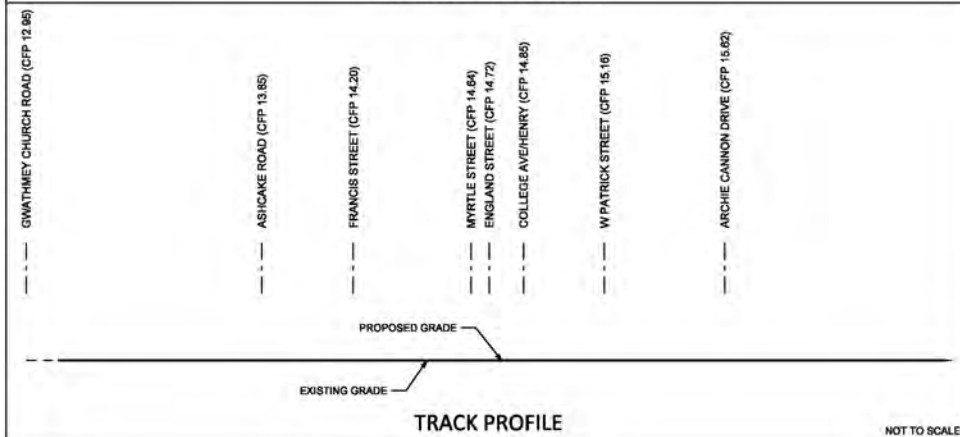 GWATHMEY CHURCH ROAD (CFP 12.95)
ASHCAKE ROAD (CFP 13.85)
FRANCIS STREET (CFP 14.20)
MYRTLE STREET (CFP 14.64)
ENGLAND STREET (CFP 14.72)
COLLEGE AVE/HENRY (CFP 14.85)
W PATRICK STREET (CFP 15.16)
ARCHIE CANNON DRIVE (CFP 15.62)
PROPOSED GRADE
EXISTING GRADE
TRACK PROFILE
NOT TO SCALE